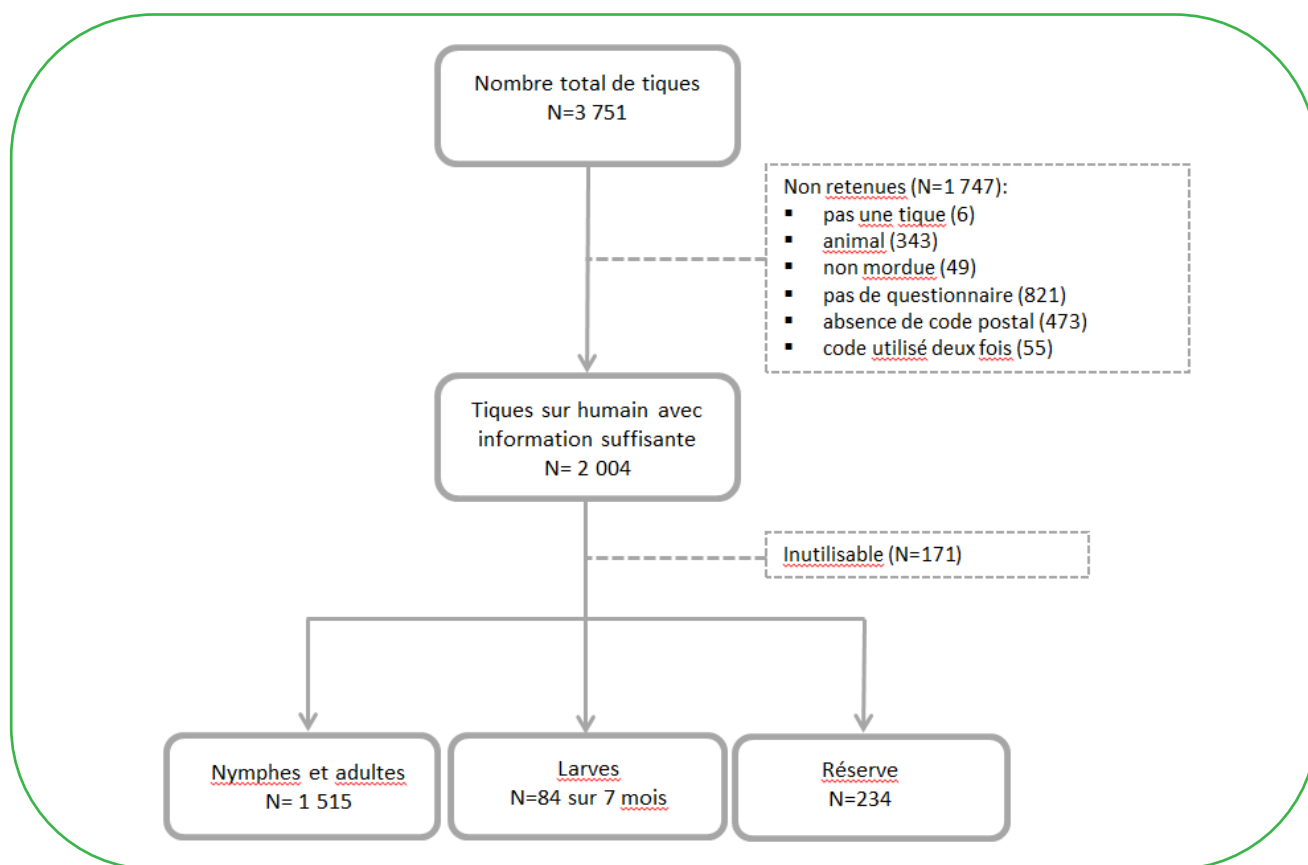 Nombre total de tiques
N=3 751
Non retenues (N=1 747):
▪ pas une tique (6)
▪ animal (343)
▪ non mordue (49)
▪ pas de questionnaire (821)
▪ absence de code postal (473)
▪ code utilisé deux fois (55)
Tiques sur humain avec
information suffisante
N= 2 004
Inutilisable (N=171)
Nymphes et adultes
N= 1 515
Larves
N=84 sur 7 mois
Réserve
N=234